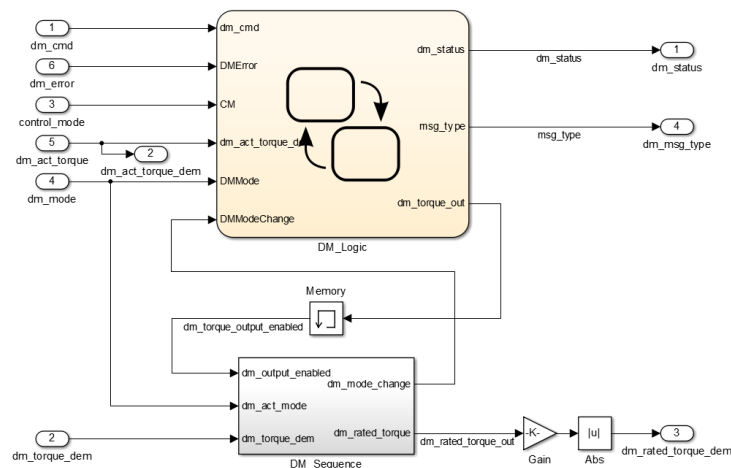 1
dm_cmd
6
dm_error
3
control_mode
5
dm_act_torque
2
dm_act_torque_dem
4
dm_mode
dm_cmd
DMError
CM
dm_act_torque_d
DMMode
DMModeChange
dm_status
msg_type
dm_torque_out
DM_Logic
dm_status
1
dm_status
msg_type
4
dm_msg_type
Memory
dm_torque_output_enabled
dm_output_enabled
dm_act_mode
dm_torque_dem
dm_mode_change
dm_rated_torque
DM_Sequence
2
dm_torque_dem
dm_rated_torque_out
-K-
Gain
|u|
Abs
3
dm_rated_torque_dem